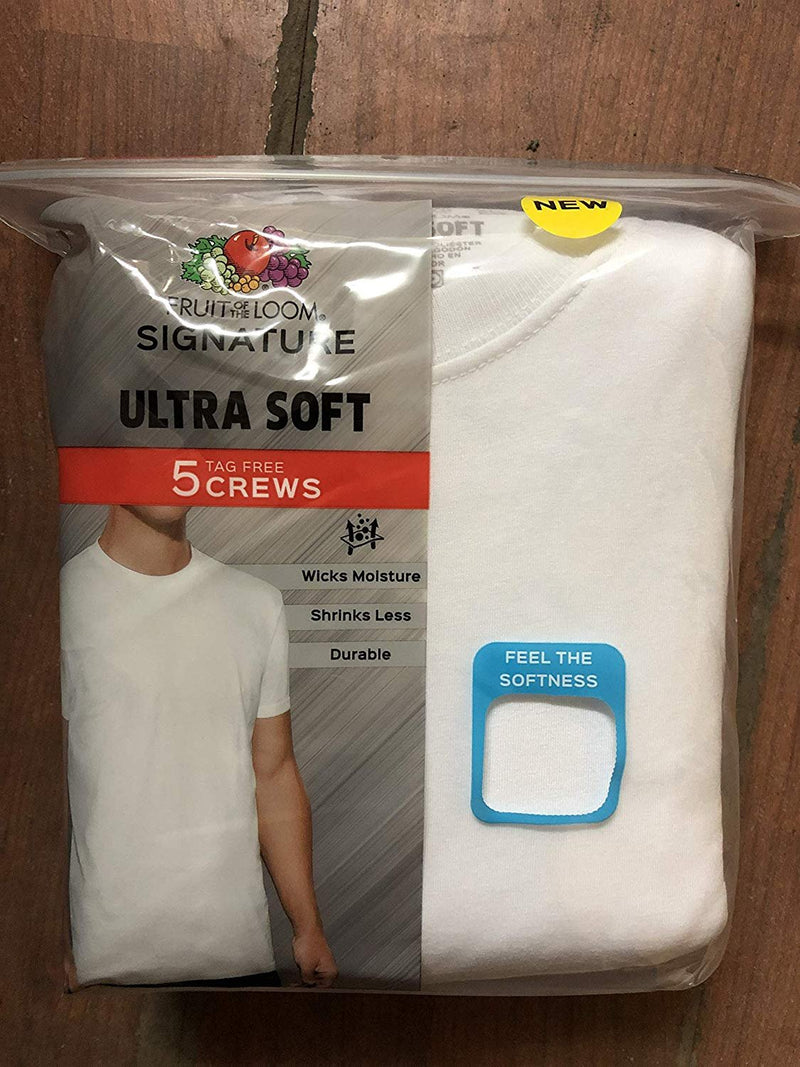 NEW
SOFT
FRUIT OF THE LOOM®
SIGNATURE
ULTRA SOFT
5 TAG FREE
CREWS
Wicks Moisture
Shrinks Less
Durable
FEEL THE
SOFTNESS